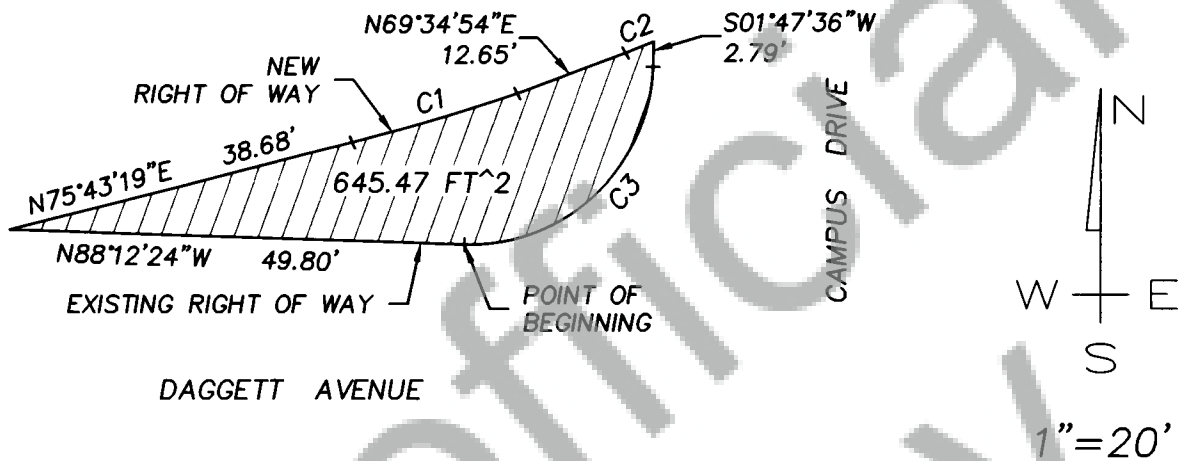 N69°34'54"E
12.65'
C2
S01°47'36"W
2.79'
NEW
RIGHT OF WAY
C1
N75°43'19"E
38.68'
645.47 FT^2
C3
CAMPUS DRIVE
N88°12'24"W
49.80'
EXISTING RIGHT OF WAY
POINT OF
BEGINNING
DAGGETT AVENUE
N
W
E
S
1"=20'